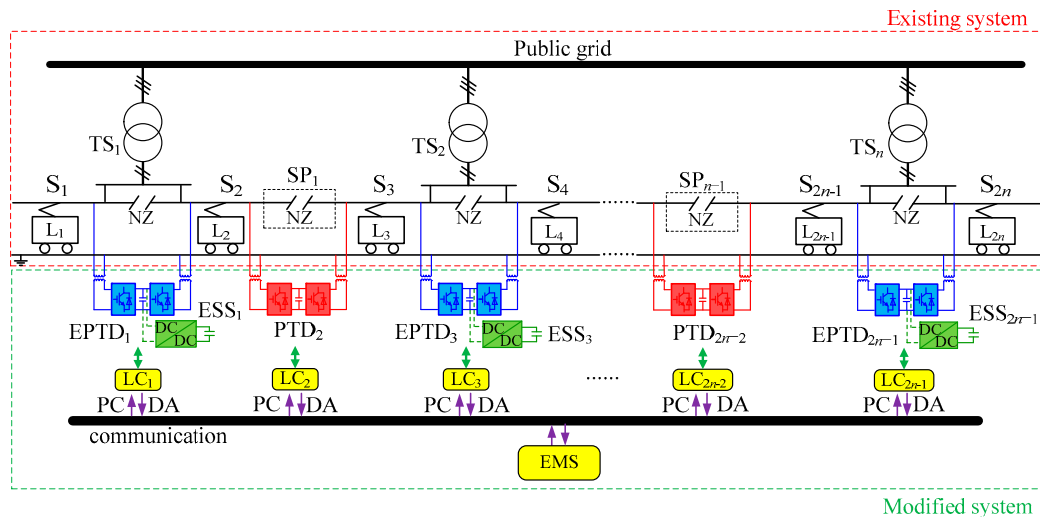 Existing system
Public grid
TS₁ TS₂ TSₙ
S₁ S₂ SP₁ S₃ S₄ SPₙ₋₁ S₂ₙ₋₁ S₂ₙ
NZ NZ NZ NZ NZ
L₁ L₂ L₃ L₄ L₂ₙ₋₁ L₂ₙ
ESS₁ ESS₃ ESS₂ₙ₋₁
EPTD₁ PTD₂ EPTD₃ PTD₂ₙ₋₂ EPTD₂ₙ₋₁
DC DC DC
DC DC DC
LC₁ LC₂ LC₃ ...... LC₂ₙ₋₂ LC₂ₙ₋₁
PC DA PC DA PC DA PC DA PC DA
communication
EMS
Modified system